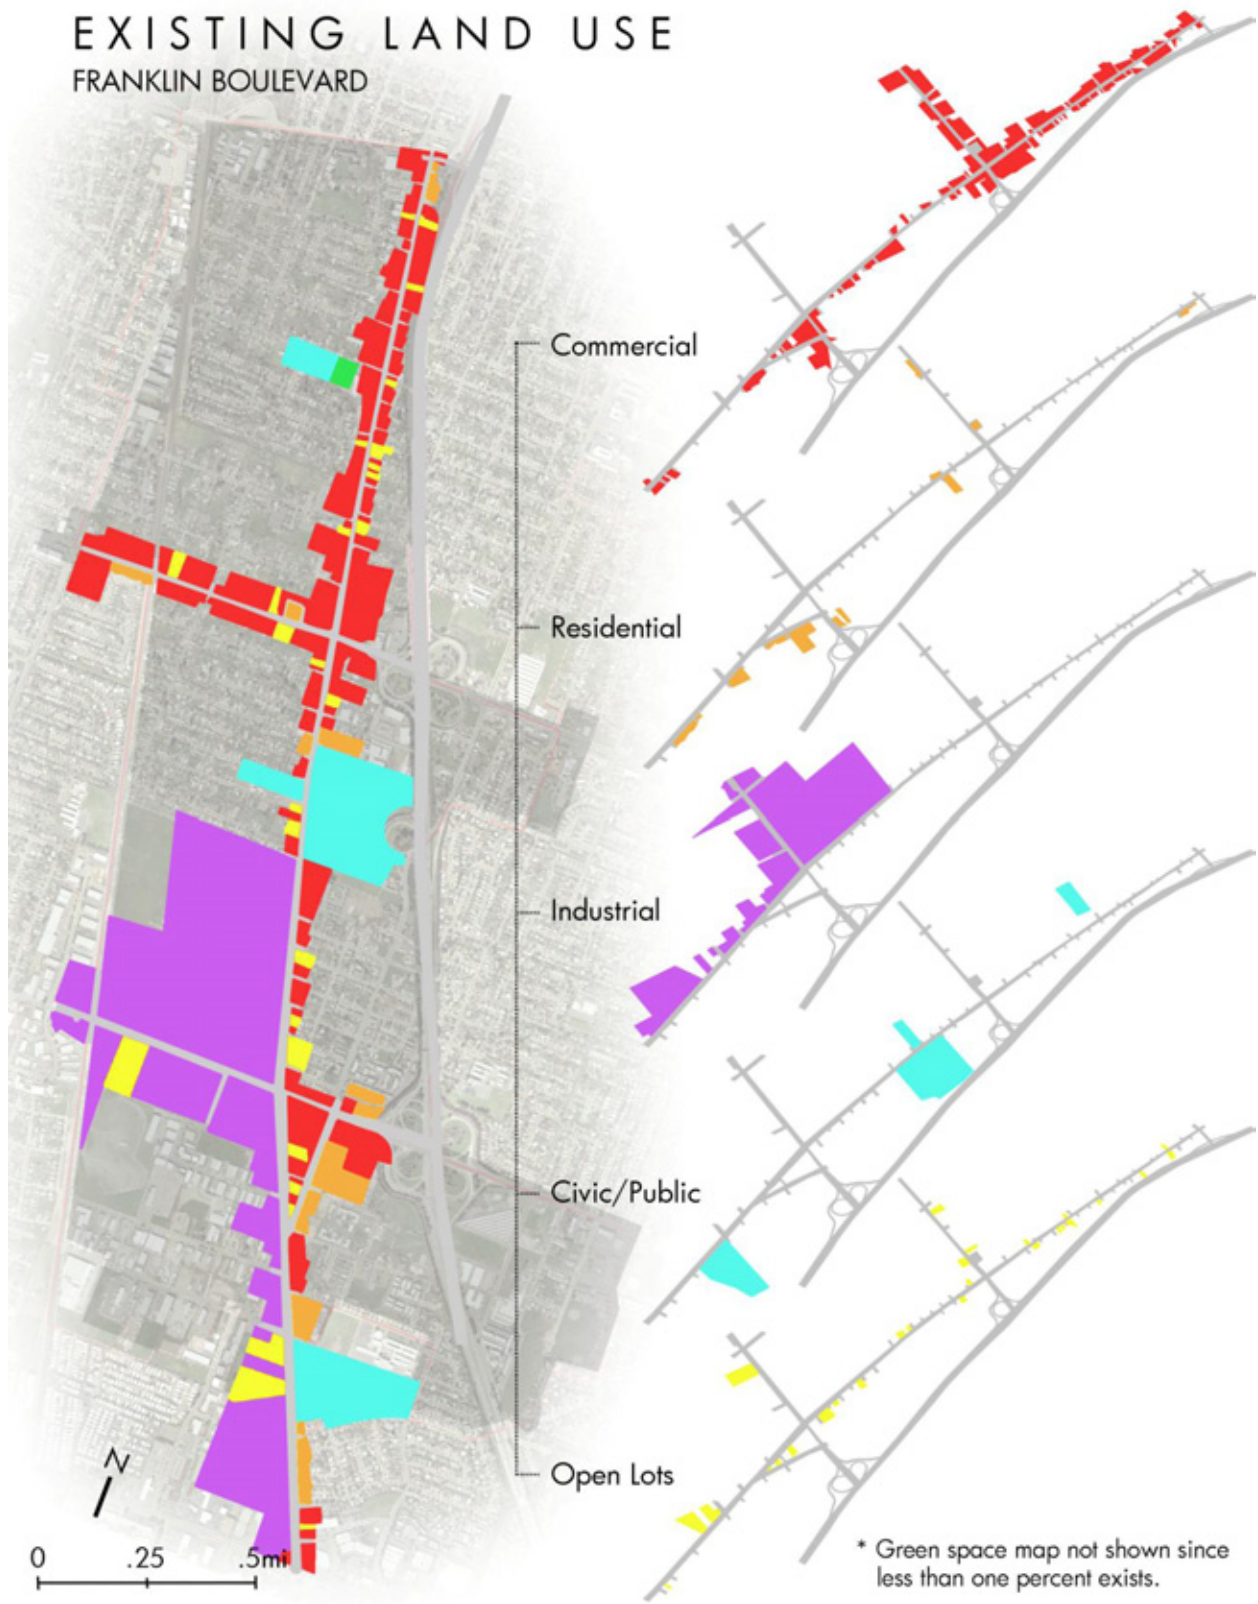 EXISTING LAND USE
FRANKLIN BOULEVARD
Commercial
Residential
Industrial
Civic/Public
Open Lots
N
0 .25 .5mi
* Green space map not shown since
less than one percent exists.